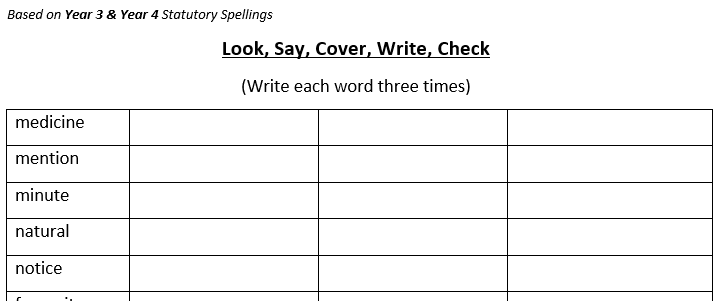 Based on Year 3 & Year 4 Statutory Spellings
Look, Say, Cover, Write, Check
(Write each word three times)
medicine
mention
minute
natural
notice